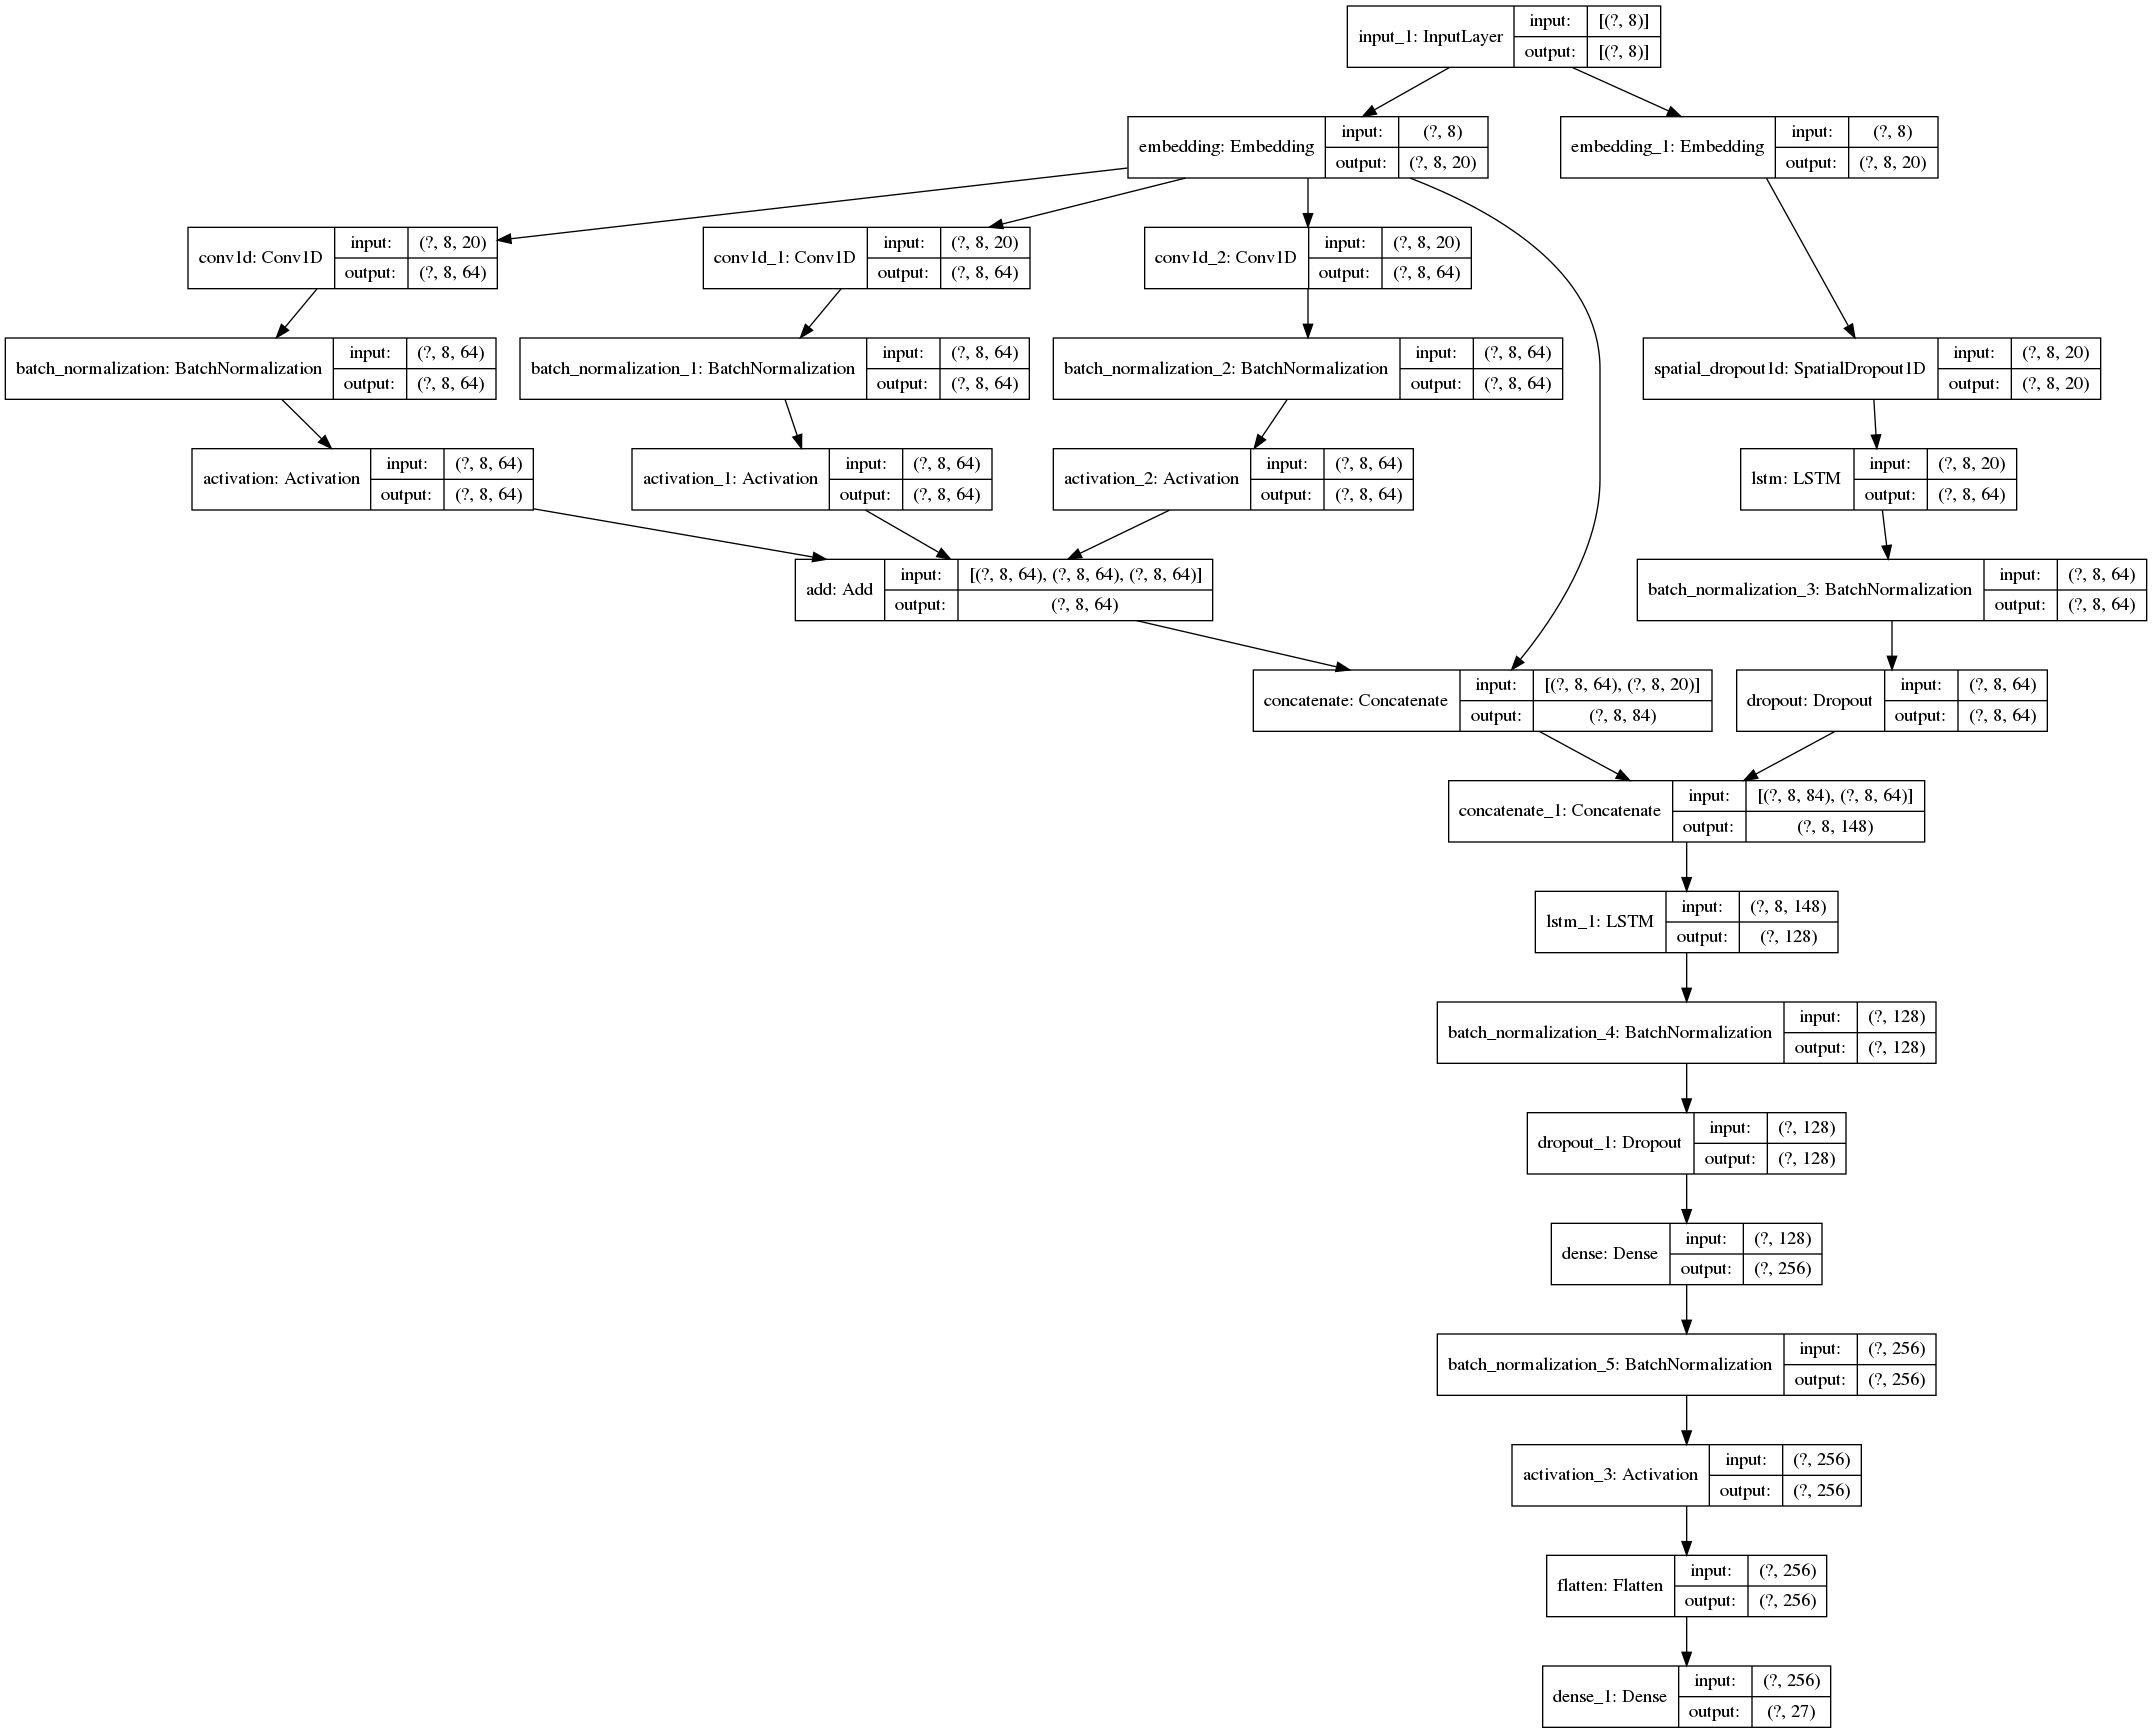 input_1: InputLayer input: [(?, 8)]
output: [(?, 8)]
embedding: Embedding input: (?, 8)
output: (?, 8, 20)
embedding_1: Embedding input: (?, 8)
output: (?, 8, 20)
conv1d: Conv1D input: (?, 8, 20)
output: (?, 8, 64)
conv1d_1: Conv1D input: (?, 8, 20)
output: (?, 8, 64)
conv1d_2: Conv1D input: (?, 8, 20)
output: (?, 8, 64)
batch_normalization: BatchNormalization input: (?, 8, 64)
output: (?, 8, 64)
batch_normalization_1: BatchNormalization input: (?, 8, 64)
output: (?, 8, 64)
batch_normalization_2: BatchNormalization input: (?, 8, 64)
output: (?, 8, 64)
spatial_dropout1d: SpatialDropout1D input: (?, 8, 20)
output: (?, 8, 20)
activation: Activation input: (?, 8, 64)
output: (?, 8, 64)
activation_1: Activation input: (?, 8, 64)
output: (?, 8, 64)
activation_2: Activation input: (?, 8, 64)
output: (?, 8, 64)
lstm: LSTM input: (?, 8, 20)
output: (?, 8, 64)
add: Add input: [(?, 8, 64), (?, 8, 64), (?, 8, 64)]
output: (?, 8, 64)
batch_normalization_3: BatchNormalization input: (?, 8, 64)
output: (?, 8, 64)
concatenate: Concatenate input: [(?, 8, 64), (?, 8, 20)]
output: (?, 8, 84)
dropout: Dropout input: (?, 8, 64)
output: (?, 8, 64)
concatenate_1: Concatenate input: [(?, 8, 84), (?, 8, 64)]
output: (?, 8, 148)
lstm_1: LSTM input: (?, 8, 148)
output: (?, 128)
batch_normalization_4: BatchNormalization input: (?, 128)
output: (?, 128)
dropout_1: Dropout input: (?, 128)
output: (?, 128)
dense: Dense input: (?, 128)
output: (?, 256)
batch_normalization_5: BatchNormalization input: (?, 256)
output: (?, 256)
activation_3: Activation input: (?, 256)
output: (?, 256)
flatten: Flatten input: (?, 256)
output: (?, 256)
dense_1: Dense input: (?, 256)
output: (?, 27)